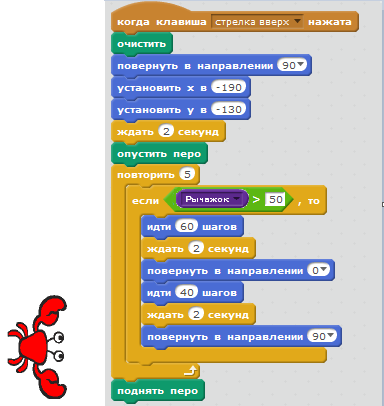 когда клавиша стрелка вверх нажата
очистить
повернуть в направлении 90
установить x в -190
установить y в -130
ждать 2 секунд
опустить перо
повторить 5
если Рычажок > 50 , то
идти 60 шагов
ждать 2 секунд
повернуть в направлении 0
идти 40 шагов
ждать 2 секунд
повернуть в направлении 90
поднять перо